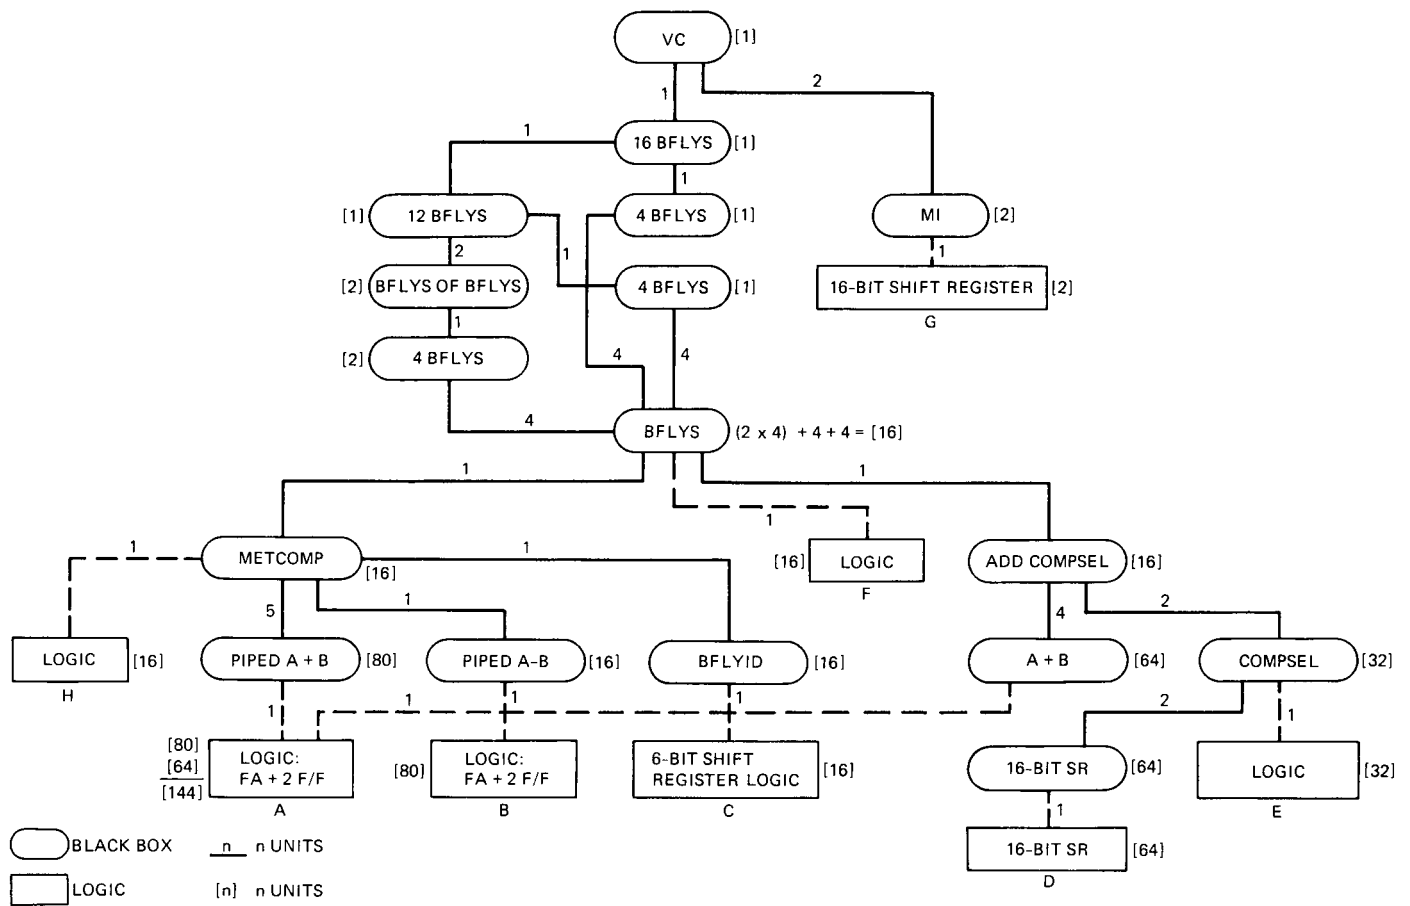 VC [1]
1
2
16 BFLYS [1]
1
1
[1] 12 BFLYS
4 BFLYS [1]
MI [2]
2
1
1
[2] BFLYS OF BFLYS
4 BFLYS [1]
16-BIT SHIFT REGISTER [2]
G
1
[2] 4 BFLYS
4
4
4
BFLYS (2 x 4) + 4 + 4 = [16]
1
1
1
1
METCOMP [16]
1
[16] LOGIC
F
ADD COMPSEL [16]
5
1
4
2
LOGIC [16]
H
PIPED A + B [80]
PIPED A-B [16]
BFLYID [16]
A + B [64]
COMPSEL [32]
1
1
1
1
2
1
[80]
[64]
[144]
LOGIC:
FA + 2 F/F
A
[80]
LOGIC:
FA + 2 F/F
B
6-BIT SHIFT
REGISTER LOGIC
[16]
C
16-BIT SR [64]
LOGIC [32]
E
1
16-BIT SR [64]
D
BLACK BOX
n n UNITS
LOGIC
[n] n UNITS